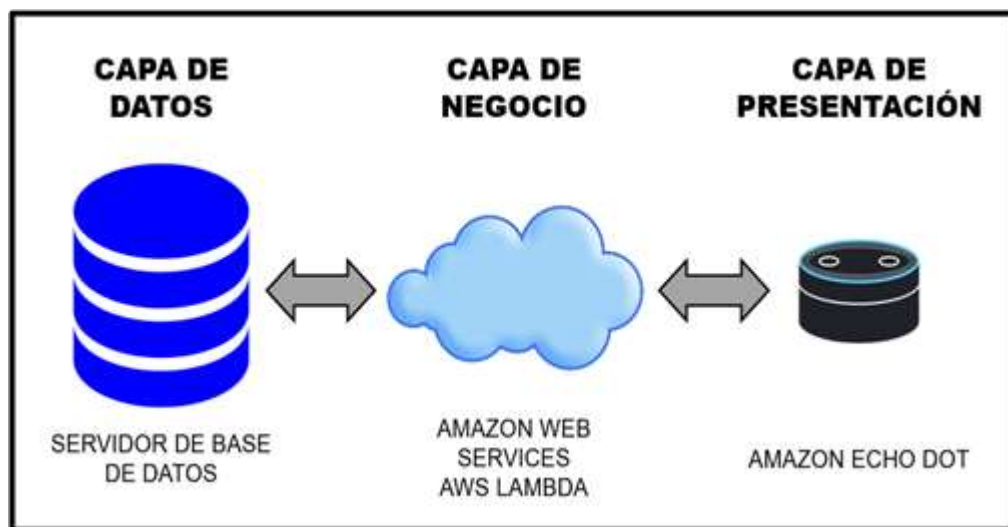 CAPA DE
DATOS
CAPA DE
NEGOCIO
CAPA DE
PRESENTACIÓN
SERVIDOR DE BASE
DE DATOS
AMAZON WEB
SERVICES
AWS LAMBDA
AMAZON ECHO DOT